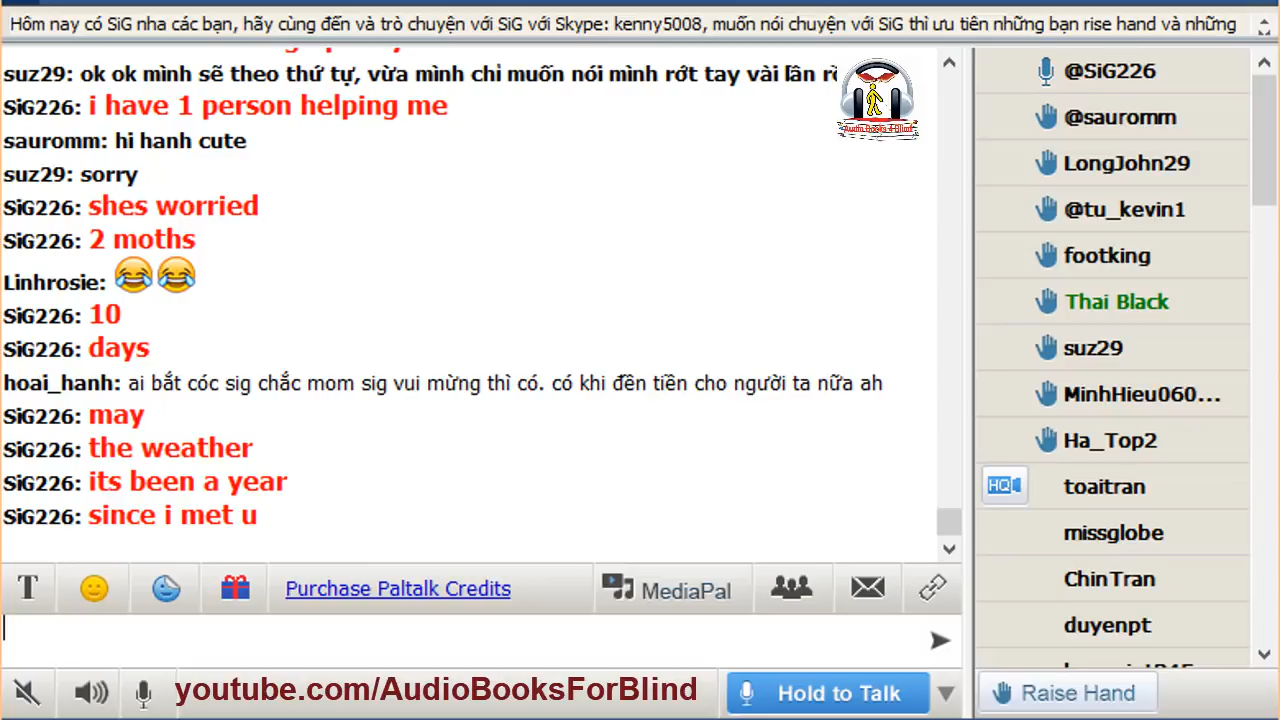 Hôm nay có SiG nha các bạn, hãy cùng đến và trò chuyện với SiG với Skype: kenny5008, muốn nói chuyện với SiG thì ưu tiên những bạn rise hand và những
suz29: ok ok mình sẽ theo thứ tự, vừa mình chỉ muốn nói mình rớt tay vài lần
SiG226: i have 1 person helping me
sauromm: hi hanh cute
suz29: sorry
SiG226: shes worried
SiG226: 2 moths
Linhrosie: 😂😂
SiG226: 10
SiG226: days
hoai_hanh: ai bắt cóc sig chắc mom sig vui mừng thì có. có khi đền tiền cho người ta nữa ah
SiG226: may
SiG226: the weather
SiG226: its been a year
SiG226: since i met u
Audio Books 4 Blind
T
Purchase Paltalk Credits
MediaPal
youtube.com/AudioBooksForBlind
Hold to Talk
@SiG226
@sauromm
LongJohn29
@tu_kevin1
footking
Thai Black
suz29
MinhHieu060...
Ha_Top2
HQ
toaitran
missglobe
ChinTran
duyenpt
Raise Hand